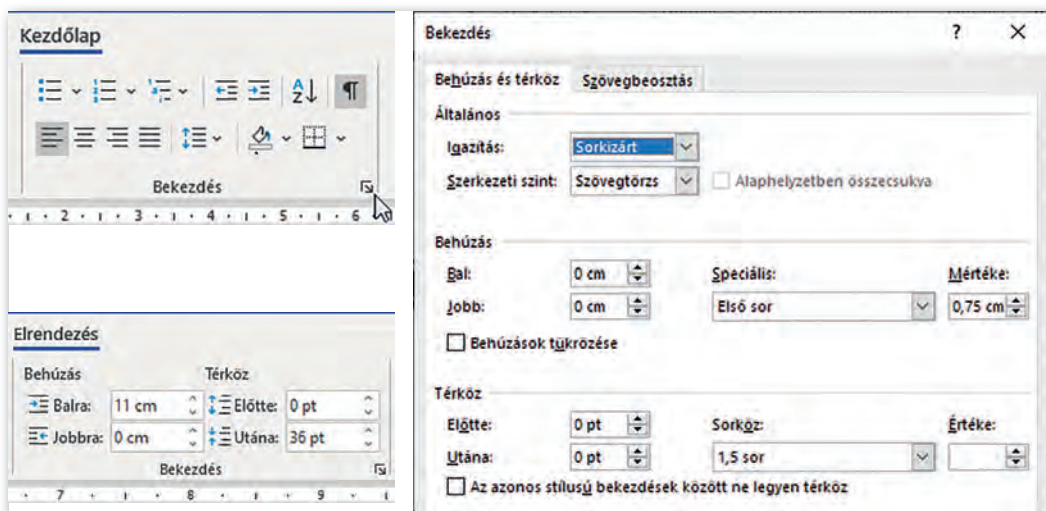 Kezdőlap
Bekezdés
2 3 4 5 6
Elrendezés
Behúzás Térköz
Balra: 11 cm Előtte: 0 pt
Jobbra: 0 cm Utána: 36 pt
Bekezdés
7 8 9
Bekezdés ? ×
Behúzás és térköz Szövegbeosztás
Általános
Igazítás: Sorkizárt
Szerkezeti szint: Szövegtörzs Alaphelyzetben összecsukva
Behúzás
Bal: 0 cm Speciális: Mértéke:
Jobb: 0 cm Első sor 0,75 cm
Behúzások tükrözése
Térköz
Előtte: 0 pt Sorköz: Értéke:
Utána: 0 pt 1,5 sor
Az azonos stílusú bekezdések között ne legyen térköz